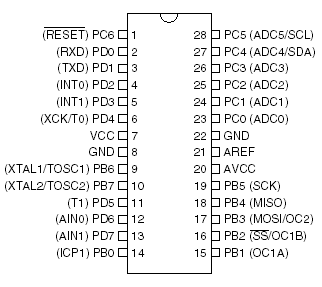 (RESET) PC6 1 28 PC5 (ADC5/SCL)
(RXD) PD0 2 27 PC4 (ADC4/SDA)
(TXD) PD1 3 26 PC3 (ADC3)
(INT0) PD2 4 25 PC2 (ADC2)
(INT1) PD3 5 24 PC1 (ADC1)
(XCK/T0) PD4 6 23 PC0 (ADC0)
VCC 7 22 GND
GND 8 21 AREF
(XTAL1/TOSC1) PB6 9 20 AVCC
(XTAL2/TOSC2) PB7 10 19 PB5 (SCK)
(T1) PD5 11 18 PB4 (MISO)
(AIN0) PD6 12 17 PB3 (MOSI/OC2)
(AIN1) PD7 13 16 PB2 (SS/OC1B)
(ICP1) PB0 14 15 PB1 (OC1A)